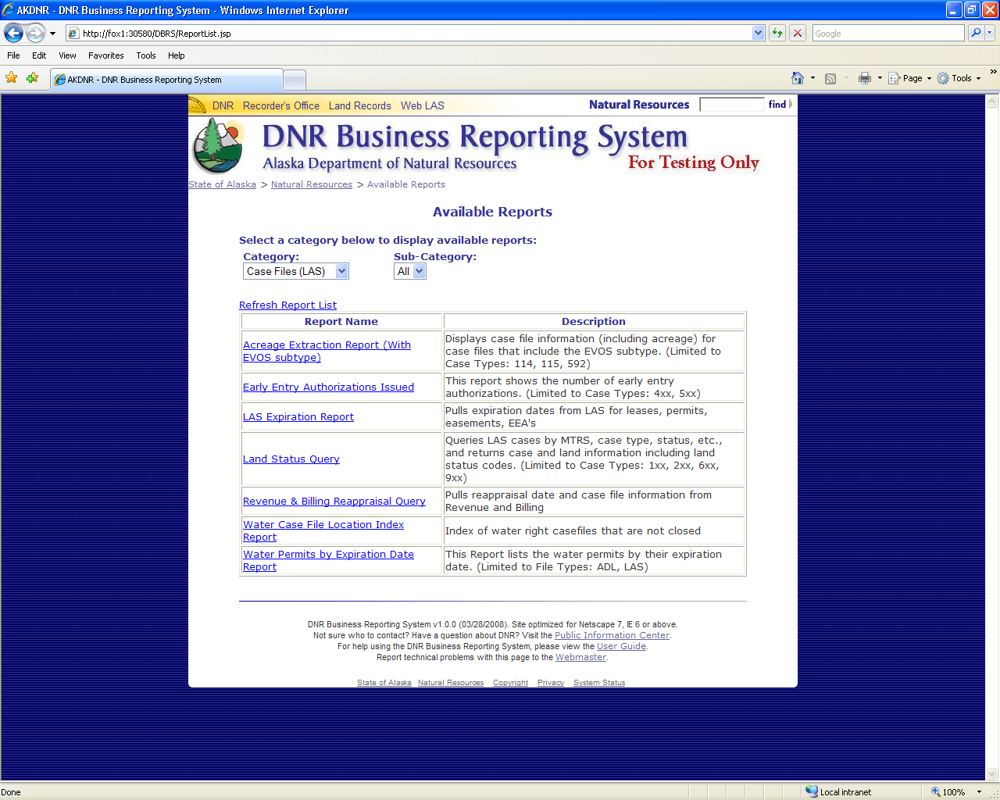 AKDNR - DNR Business Reporting System - Windows Internet Explorer
http://fox1:30580/DBRS/ReportList.jsp
Google
File Edit View Favorites Tools Help
AKDNR - DNR Business Reporting System
Page Tools
DNR Recorder's Office Land Records Web LAS Natural Resources find
DNR Business Reporting System
Alaska Department of Natural Resources
For Testing Only
State of Alaska > Natural Resources > Available Reports
Available Reports
Select a category below to display available reports:
Category: Sub-Category:
Case Files (LAS) All
Refresh Report List
Report Name Description
Acreage Extraction Report (With
EVOS subtype)
Displays case file information (including acreage) for
case files that include the EVOS subtype. (Limited to
Case Types: 114, 115, 592)
Early Entry Authorizations Issued
This report shows the number of early entry
authorizations. (Limited to Case Types: 4xx, 5xx)
LAS Expiration Report
Pulls expiration dates from LAS for leases, permits,
easements, EEA's
Land Status Query
Queries LAS cases by MTRS, case type, status, etc.,
and returns case and land information including land
status codes. (Limited to Case Types: 1xx, 2xx, 6xx,
9xx)
Revenue & Billing Reappraisal Query
Pulls reappraisal date and case file information from
Revenue and Billing
Water Case File Location Index
Report
Index of water right casefiles that are not closed
Water Permits by Expiration Date
Report
This Report lists the water permits by their expiration
date. (Limited to File Types: ADL, LAS)
DNR Business Reporting System v1.0.0 (03/28/2008). Site optimized for Netscape 7, IE 6 or above.
Not sure who to contact? Have a question about DNR? Visit the Public Information Center.
For help using the DNR Business Reporting System, please view the User Guide.
Report technical problems with this page to the Webmaster.
State of Alaska Natural Resources Copyright Privacy System Status
Done Local intranet 100%